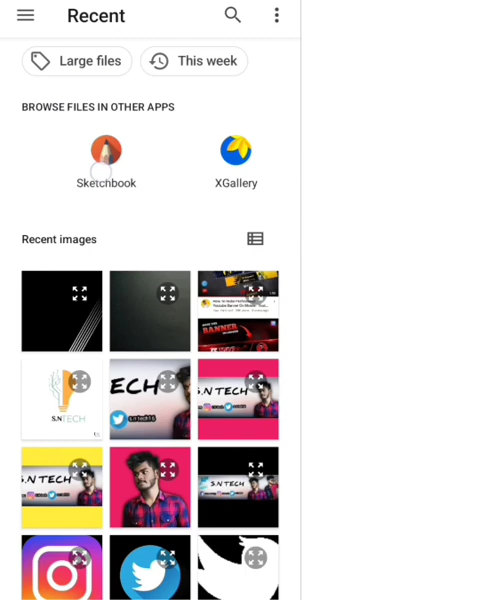 Recent
Large files
This week
BROWSE FILES IN OTHER APPS
Sketchbook
XGallery
Recent images
BANNER
S.N TECH
ECH
S.N TECH
S.N TECH
S.N TECH